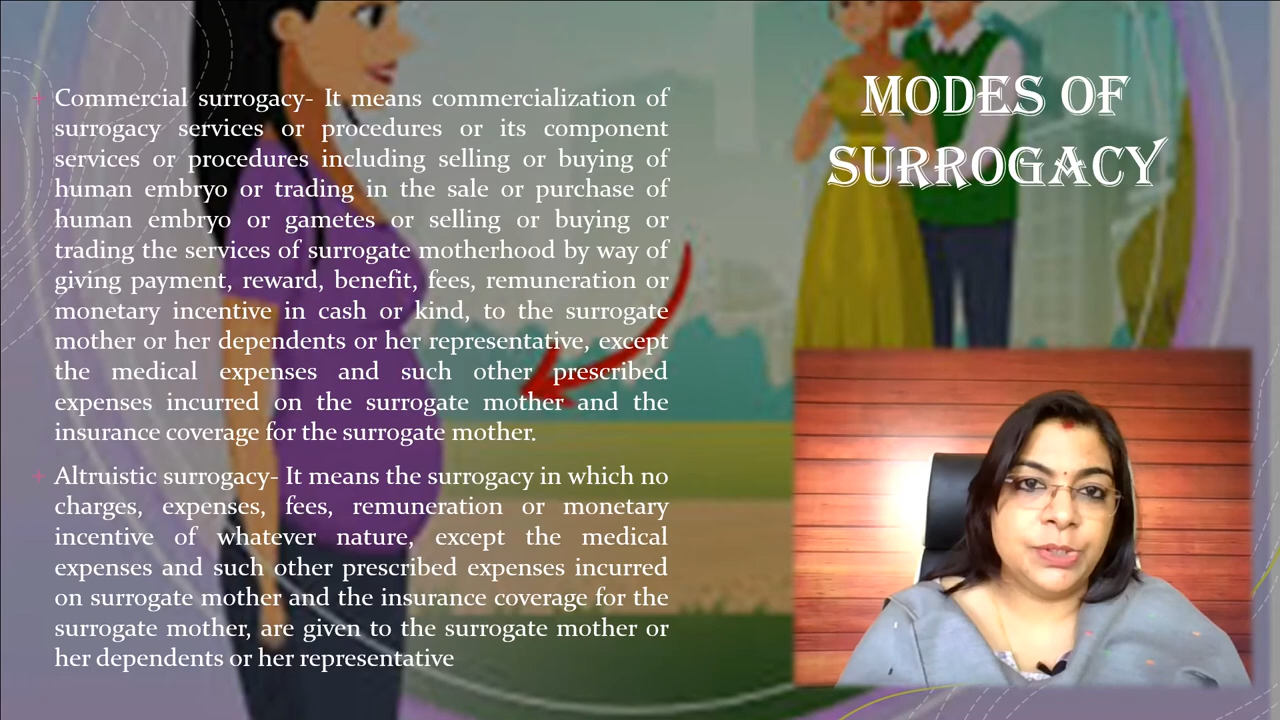 MODES OF
SURROGACY
Commercial surrogacy- It means commercialization of
surrogacy services or procedures or its component
services or procedures including selling or buying of
human embryo or trading in the sale or purchase of
human embryo or gametes or selling or buying or
trading the services of surrogate motherhood by way of
giving payment, reward, benefit, fees, remuneration or
monetary incentive in cash or kind, to the surrogate
mother or her dependents or her representative, except
the medical expenses and such other prescribed
expenses incurred on the surrogate mother and the
insurance coverage for the surrogate mother.
Altruistic surrogacy- It means the surrogacy in which no
charges, expenses, fees, remuneration or monetary
incentive of whatever nature, except the medical
expenses and such other prescribed expenses incurred
on surrogate mother and the insurance coverage for the
surrogate mother, are given to the surrogate mother or
her dependents or her representative